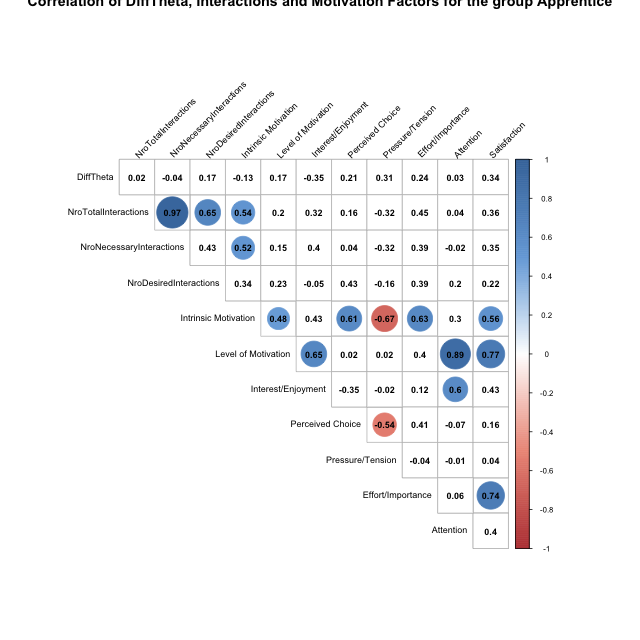 Correlation of DiffTheta, Interactions and Motivation Factors for the group Apprentice
NroTotalInteractions
NroNecessaryInteractions
NroDesiredInteractions
Intrinsic Motivation
Level of Motivation
Interest/Enjoyment
Perceived Choice
Pressure/Tension
Effort/Importance
Attention
Satisfaction
DiffTheta 0.02 -0.04 0.17 -0.13 0.17 -0.35 0.21 0.31 0.24 0.03 0.34
NroTotalInteractions 0.97 0.65 0.54 0.2 0.32 0.16 -0.32 0.45 0.04 0.36
NroNecessaryInteractions 0.43 0.52 0.15 0.4 0.04 -0.32 0.39 -0.02 0.35
NroDesiredInteractions 0.34 0.23 -0.05 0.43 -0.16 0.39 0.2 0.22
Intrinsic Motivation 0.48 0.43 0.61 -0.67 0.63 0.3 0.56
Level of Motivation 0.65 0.02 0.02 0.4 0.89 0.77
Interest/Enjoyment -0.35 -0.02 0.12 0.6 0.43
Perceived Choice -0.54 0.41 -0.07 0.16
Pressure/Tension -0.04 -0.01 0.04
Effort/Importance 0.06 0.74
Attention 0.4
1
0.8
0.6
0.4
0.2
0
-0.2
-0.4
-0.6
-0.8
-1